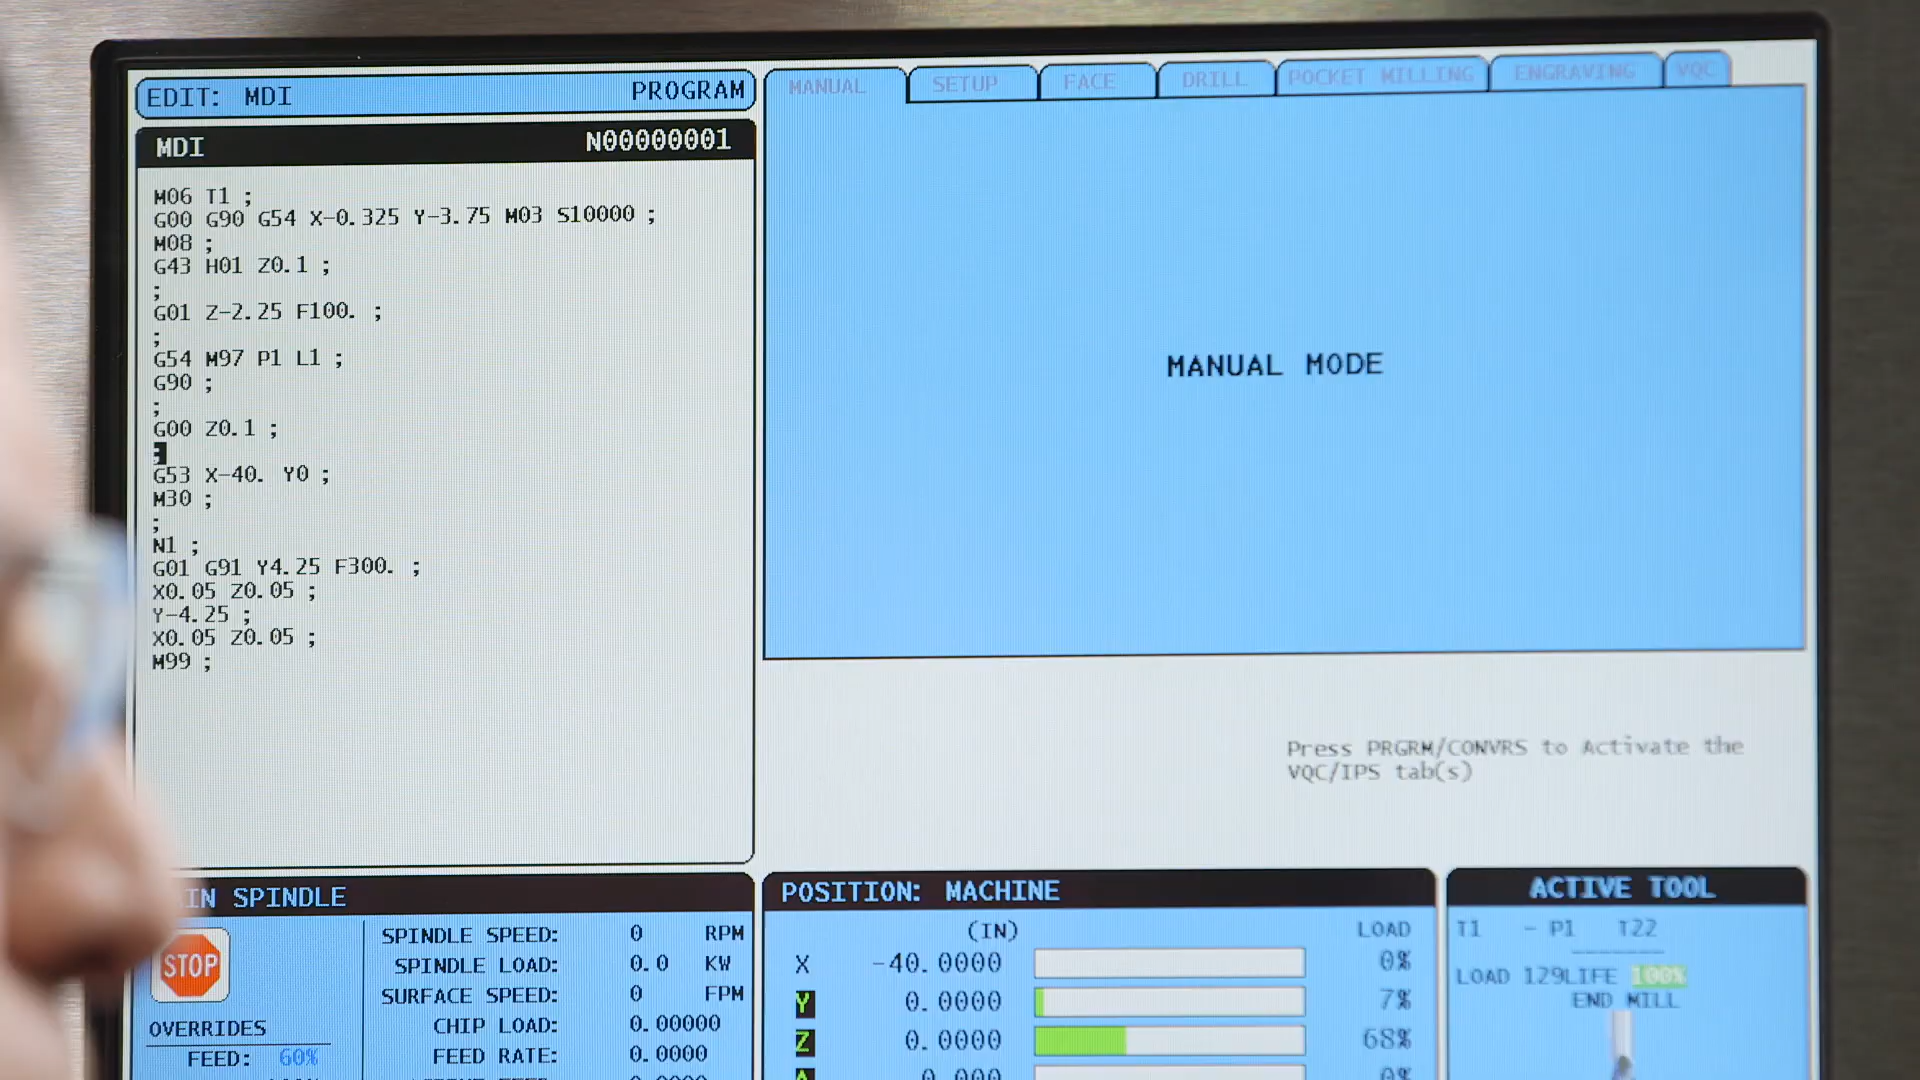 EDIT: MDI PROGRAM
MDI N00000001
M06 T1 ;
G00 G90 G54 X-0.325 Y-3.75 M03 S10000 ;
M08 ;
G43 H01 Z0.1 ;
;
G01 Z-2.25 F100. ;
;
G54 M97 P1 L1 ;
G90 ;
;
G00 Z0.1 ;
;
G53 X-40. Y0 ;
M30 ;
;
N1 ;
G01 G91 Y4.25 F300. ;
X0.05 Z0.05 ;
Y-4.25 ;
X0.05 Z0.05 ;
M99 ;
MANUAL SETUP FACE DRILL POCKET MILLING ENGRAVING VQC
MANUAL MODE
Press PRGRM/CONVRS to Activate the
VQC/IPS tab(s)
IN SPINDLE
STOP
OVERRIDES
FEED: 60%
SPINDLE SPEED: 0 RPM
SPINDLE LOAD: 0.0 KW
SURFACE SPEED: 0 FPM
CHIP LOAD: 0.00000
FEED RATE: 0.0000
POSITION: MACHINE
(IN) LOAD
X -40.0000 0%
Y 0.0000 7%
Z 0.0000 68%
ACTIVE TOOL
T1 - P1 T22
LOAD 129LIFE 100%
END MILL